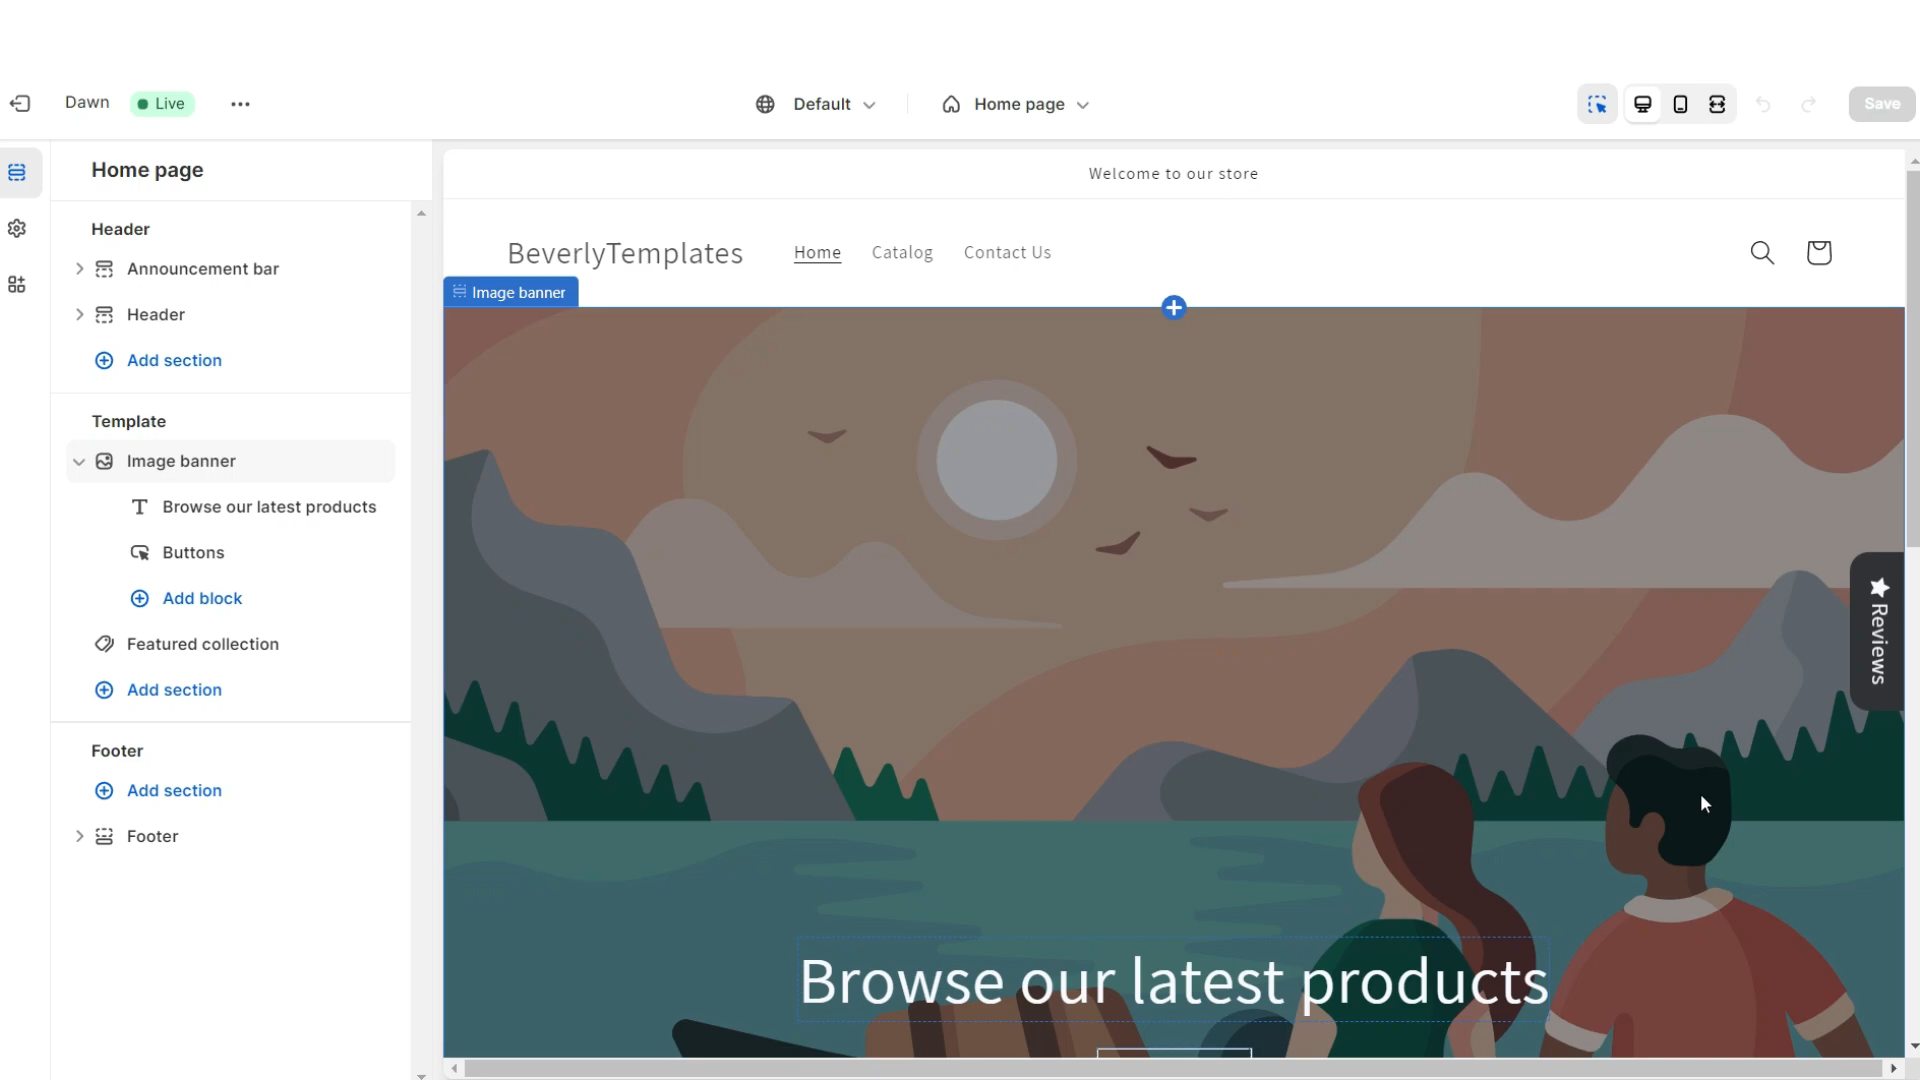 Dawn
Live
Default
Home page
Save
Home page
Header
Announcement bar
Header
Add section
Template
Image banner
Browse our latest products
Buttons
Add block
Featured collection
Add section
Footer
Add section
Footer
Welcome to our store
BeverlyTemplates
Home
Catalog
Contact Us
Image banner
Reviews
Browse our latest products